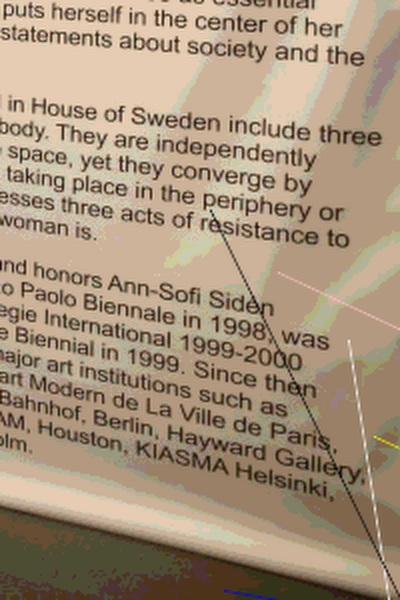 essential
puts herself in the center of her
statements about society and the
in House of Sweden include three
body. They are independently
space, yet they converge by
taking place in the periphery or
esses three acts of resistance to
woman is.
and honors Ann-Sofi Sidén
o Paolo Biennale in 1998, was
egie International 1999-2000
e Biennial in 1999. Since then
major art institutions such as
art Modern de La Ville de Paris,
Bahnhof, Berlin, Hayward Gallery,
AM, Houston, KIASMA Helsinki,
olm.